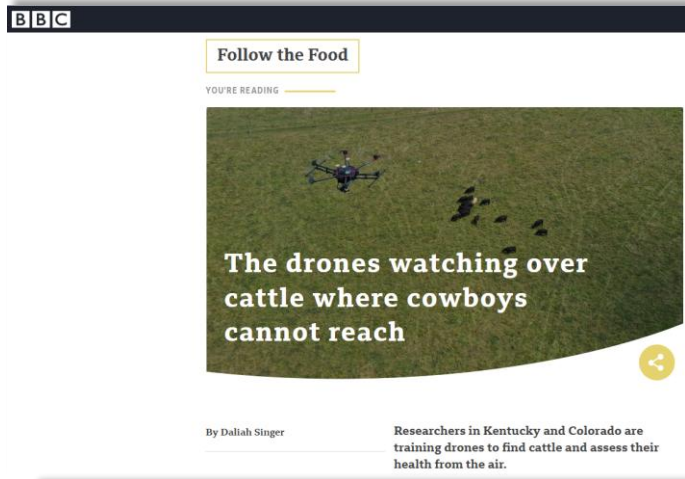 BBC
Follow the Food
YOU'RE READING
The drones watching over
cattle where cowboys
cannot reach
By Daliah Singer
Researchers in Kentucky and Colorado are
training drones to find cattle and assess their
health from the air.